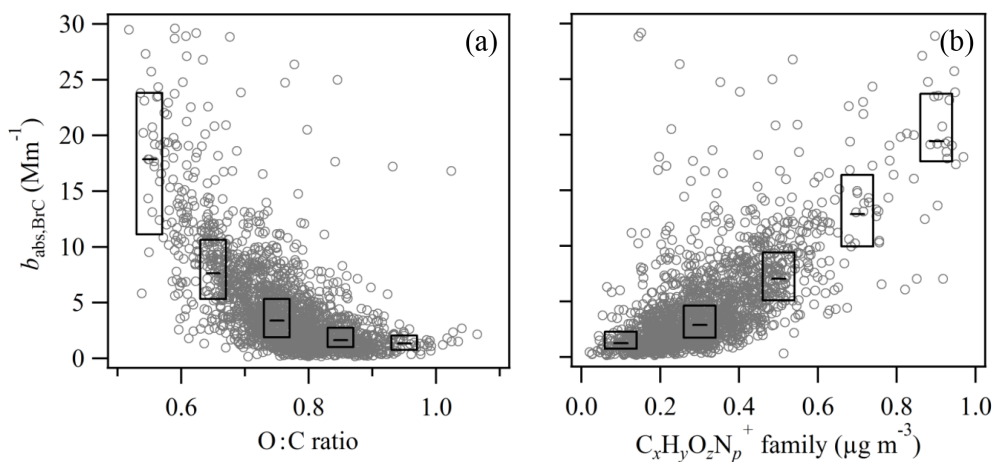 (a)
30
25
20
15
10
5
0
b_abs,BrC (Mm⁻¹)
0.6 0.8 1.0
O:C ratio
(b)
0.0 0.2 0.4 0.6 0.8 1.0
CₓHᵧO_zNₚ⁺ family (µg m⁻³)